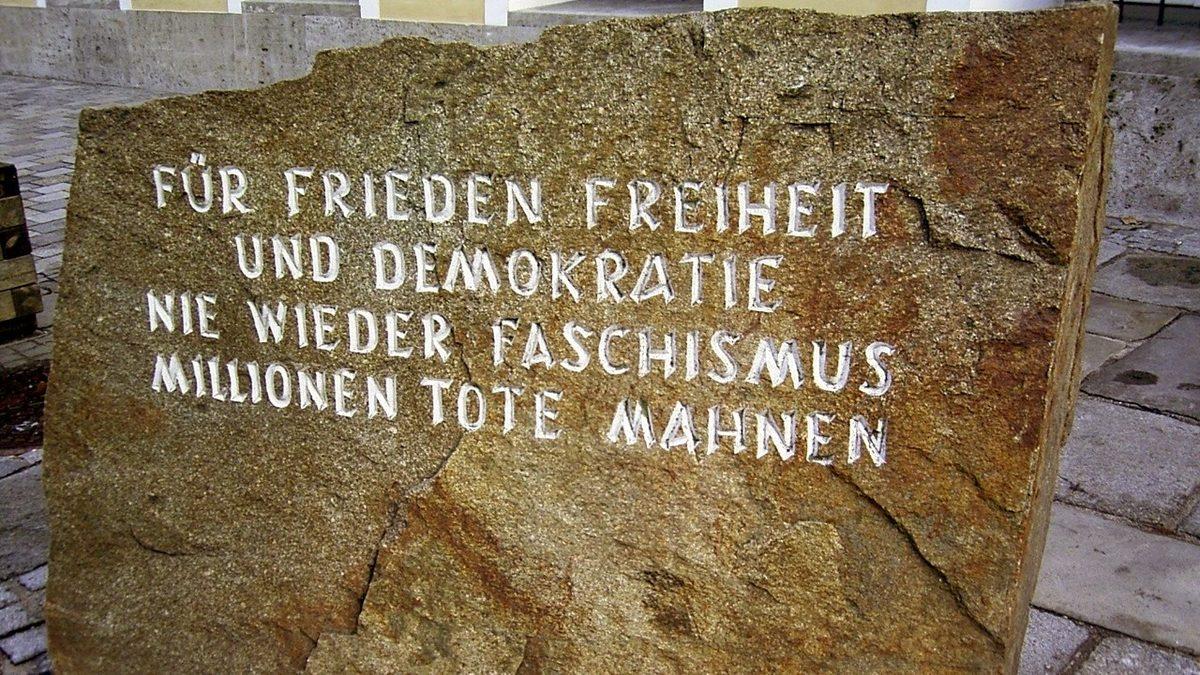 FÜR FRIEDEN FREIHEIT
UND DEMOKRATIE
NIE WIEDER FASCHISMUS
MILLIONEN TOTE MAHNEN